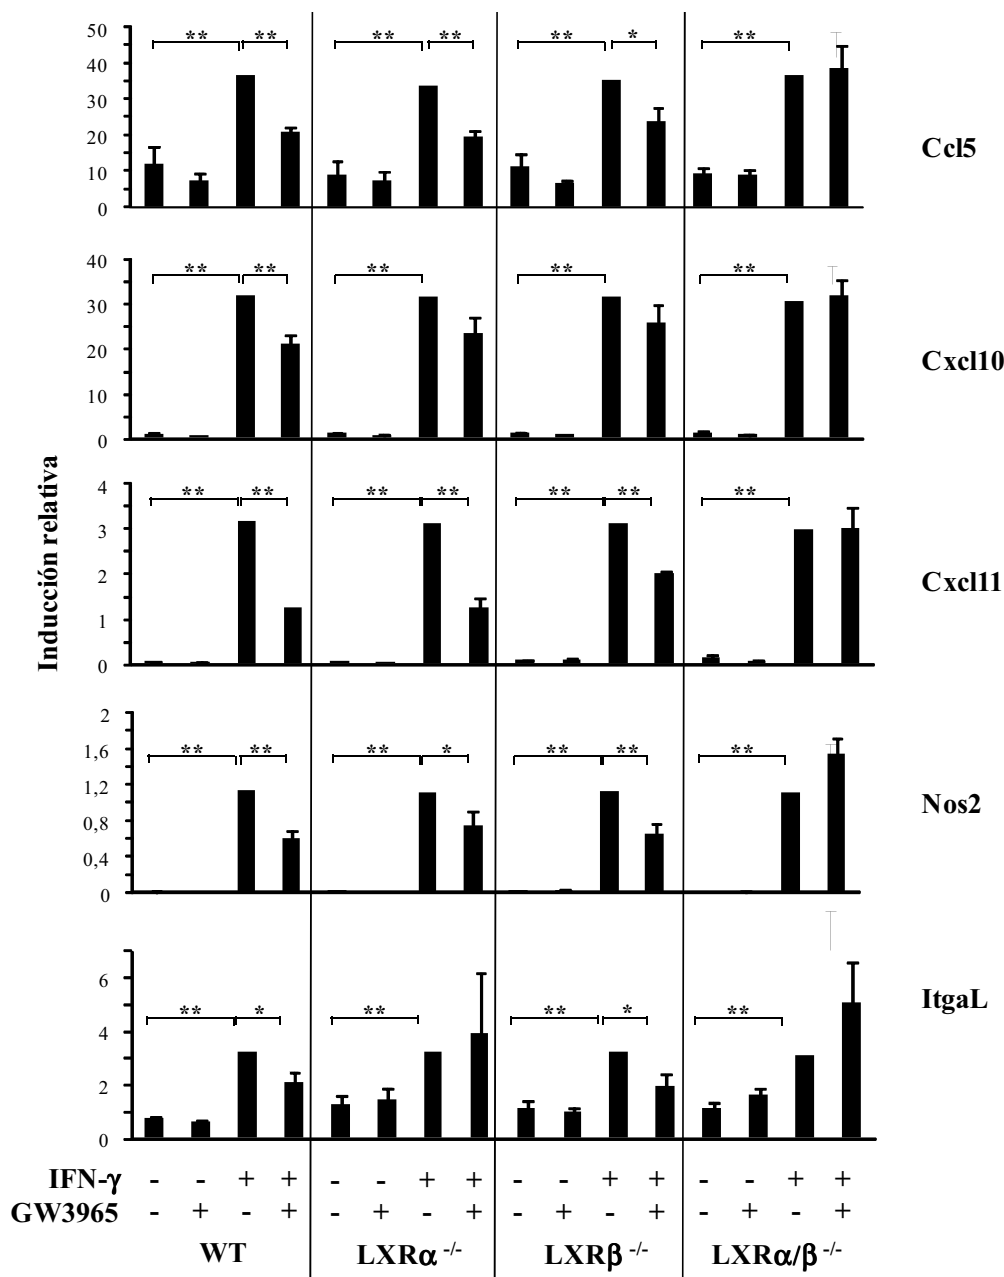 50
40
30
20
10
0
** ** ** ** ** * **
Ccl5
40
30
20
10
0
** ** ** ** **
Cxcl10
Inducción relativa
4
3
2
1
0
** ** ** ** ** ** **
Cxcl11
2
1,6
1,2
0,8
0,4
0
** ** ** * ** ** **
Nos2
6
4
2
0
** * ** ** * **
ItgaL
IFN-γ - - + + - - + + - - + + - - + +
GW3965 - + - + - + - + - + - + - + - +
WT LXRα -/- LXRβ -/- LXRα/β -/-